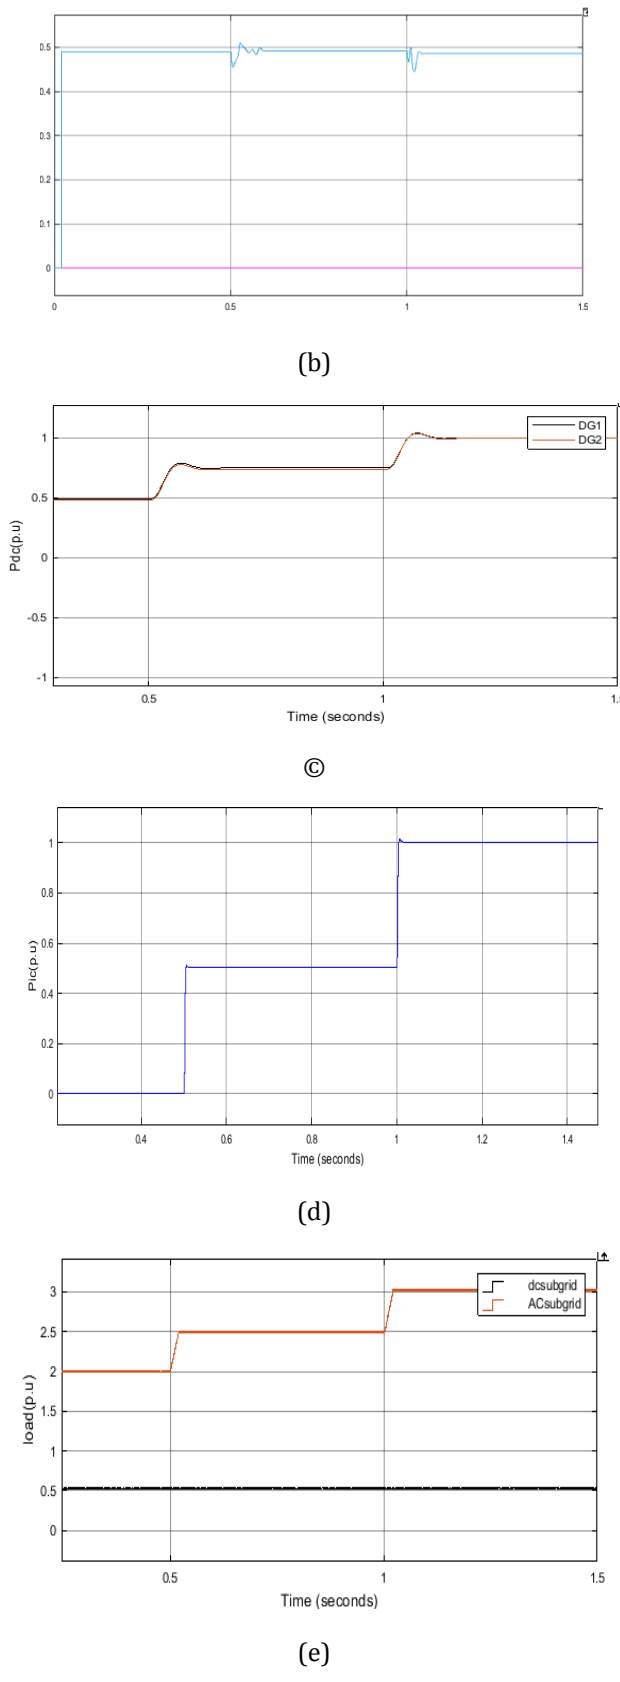 0.5
0.4
0.3
0.2
0.1
0
0 0.5 1 1.5
(b)
DG1
DG2
1
0.5
0
-0.5
-1
Pdc(p.u)
0.5 1 1.5
Time (seconds)
©
1
0.8
0.6
0.4
0.2
0
Pic(p.u)
0.4 0.6 0.8 1 1.2 1.4
Time (seconds)
(d)
dcsubgrid
ACsubgrid
3
2.5
2
1.5
1
0.5
0
load(p.u)
0.5 1 1.5
Time (seconds)
(e)